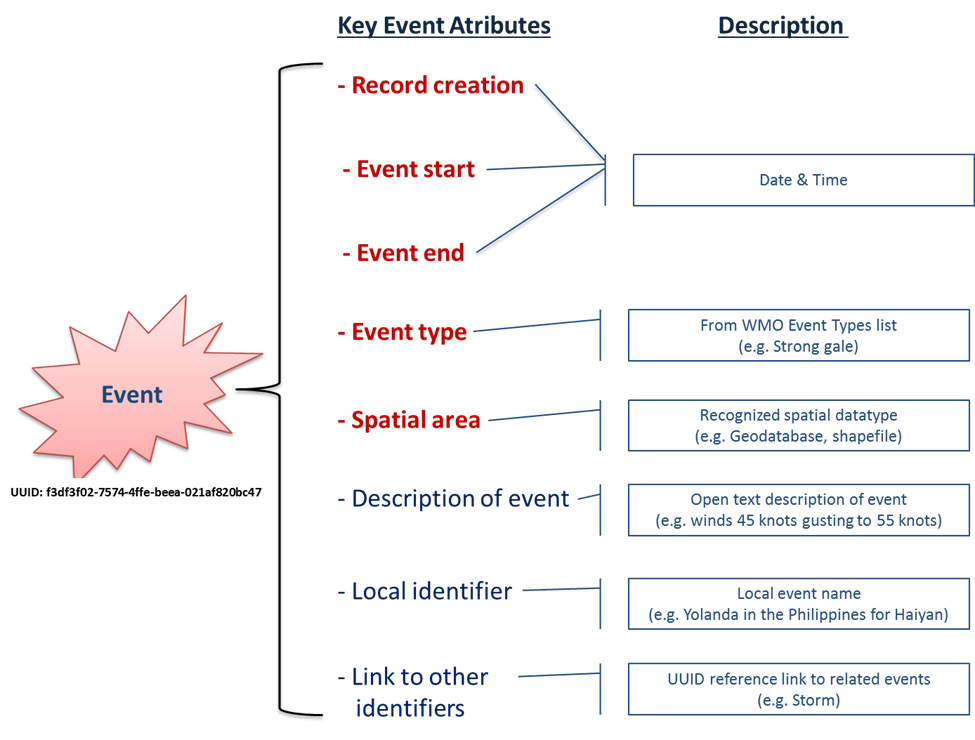 Key Event Atributes
Description
- Record creation
- Event start
Date & Time
- Event end
- Event type
From WMO Event Types list
(e.g. Strong gale)
Event
- Spatial area
Recognized spatial datatype
(e.g. Geodatabase, shapefile)
UUID: f3df3f02-7574-4ffe-beea-021af820bc47
- Description of event
Open text description of event
(e.g. winds 45 knots gusting to 55 knots)
- Local identifier
Local event name
(e.g. Yolanda in the Philippines for Haiyan)
- Link to other
identifiers
UUID reference link to related events
(e.g. Storm)